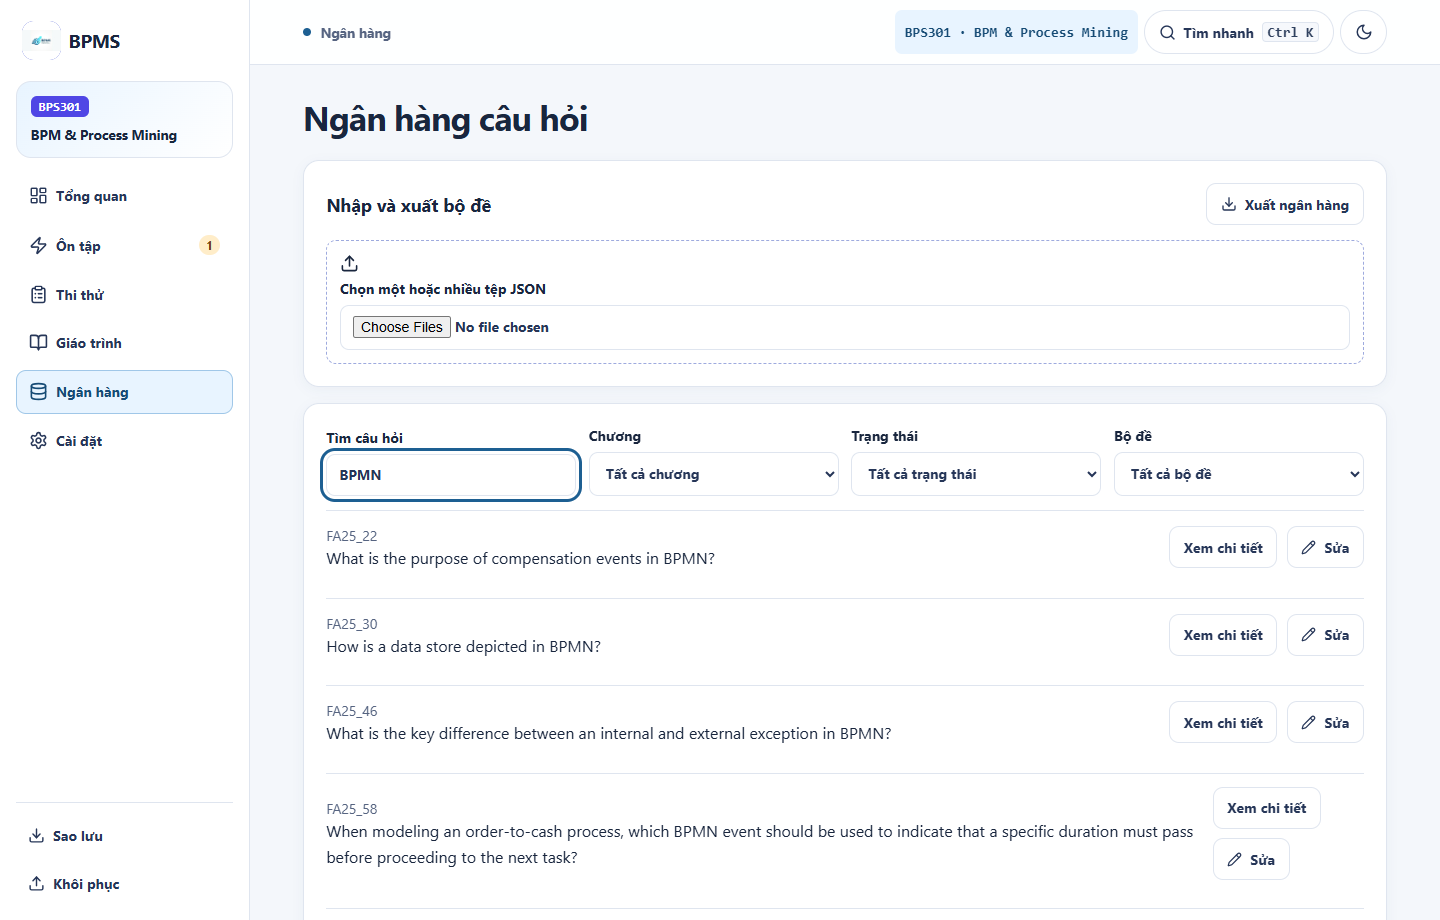 BPMS
BPS301
BPM & Process Mining
Tổng quan
Ôn tập
1
Thi thử
Giáo trình
Ngân hàng
Cài đặt
Sao lưu
Khôi phục
Ngân hàng
BPS301 · BPM & Process Mining
Tìm nhanh
Ctrl K
Ngân hàng câu hỏi
Nhập và xuất bộ đề
Xuất ngân hàng
Chọn một hoặc nhiều tệp JSON
Choose Files No file chosen
Tìm câu hỏi
Chương
Trạng thái
Bộ đề
BPMN
Tất cả chương
Tất cả trạng thái
Tất cả bộ đề
FA25_22
What is the purpose of compensation events in BPMN?
Xem chi tiết
Sửa
FA25_30
How is a data store depicted in BPMN?
Xem chi tiết
Sửa
FA25_46
What is the key difference between an internal and external exception in BPMN?
Xem chi tiết
Sửa
FA25_58
When modeling an order-to-cash process, which BPMN event should be used to indicate that a specific duration must pass
before proceeding to the next task?
Xem chi tiết
Sửa